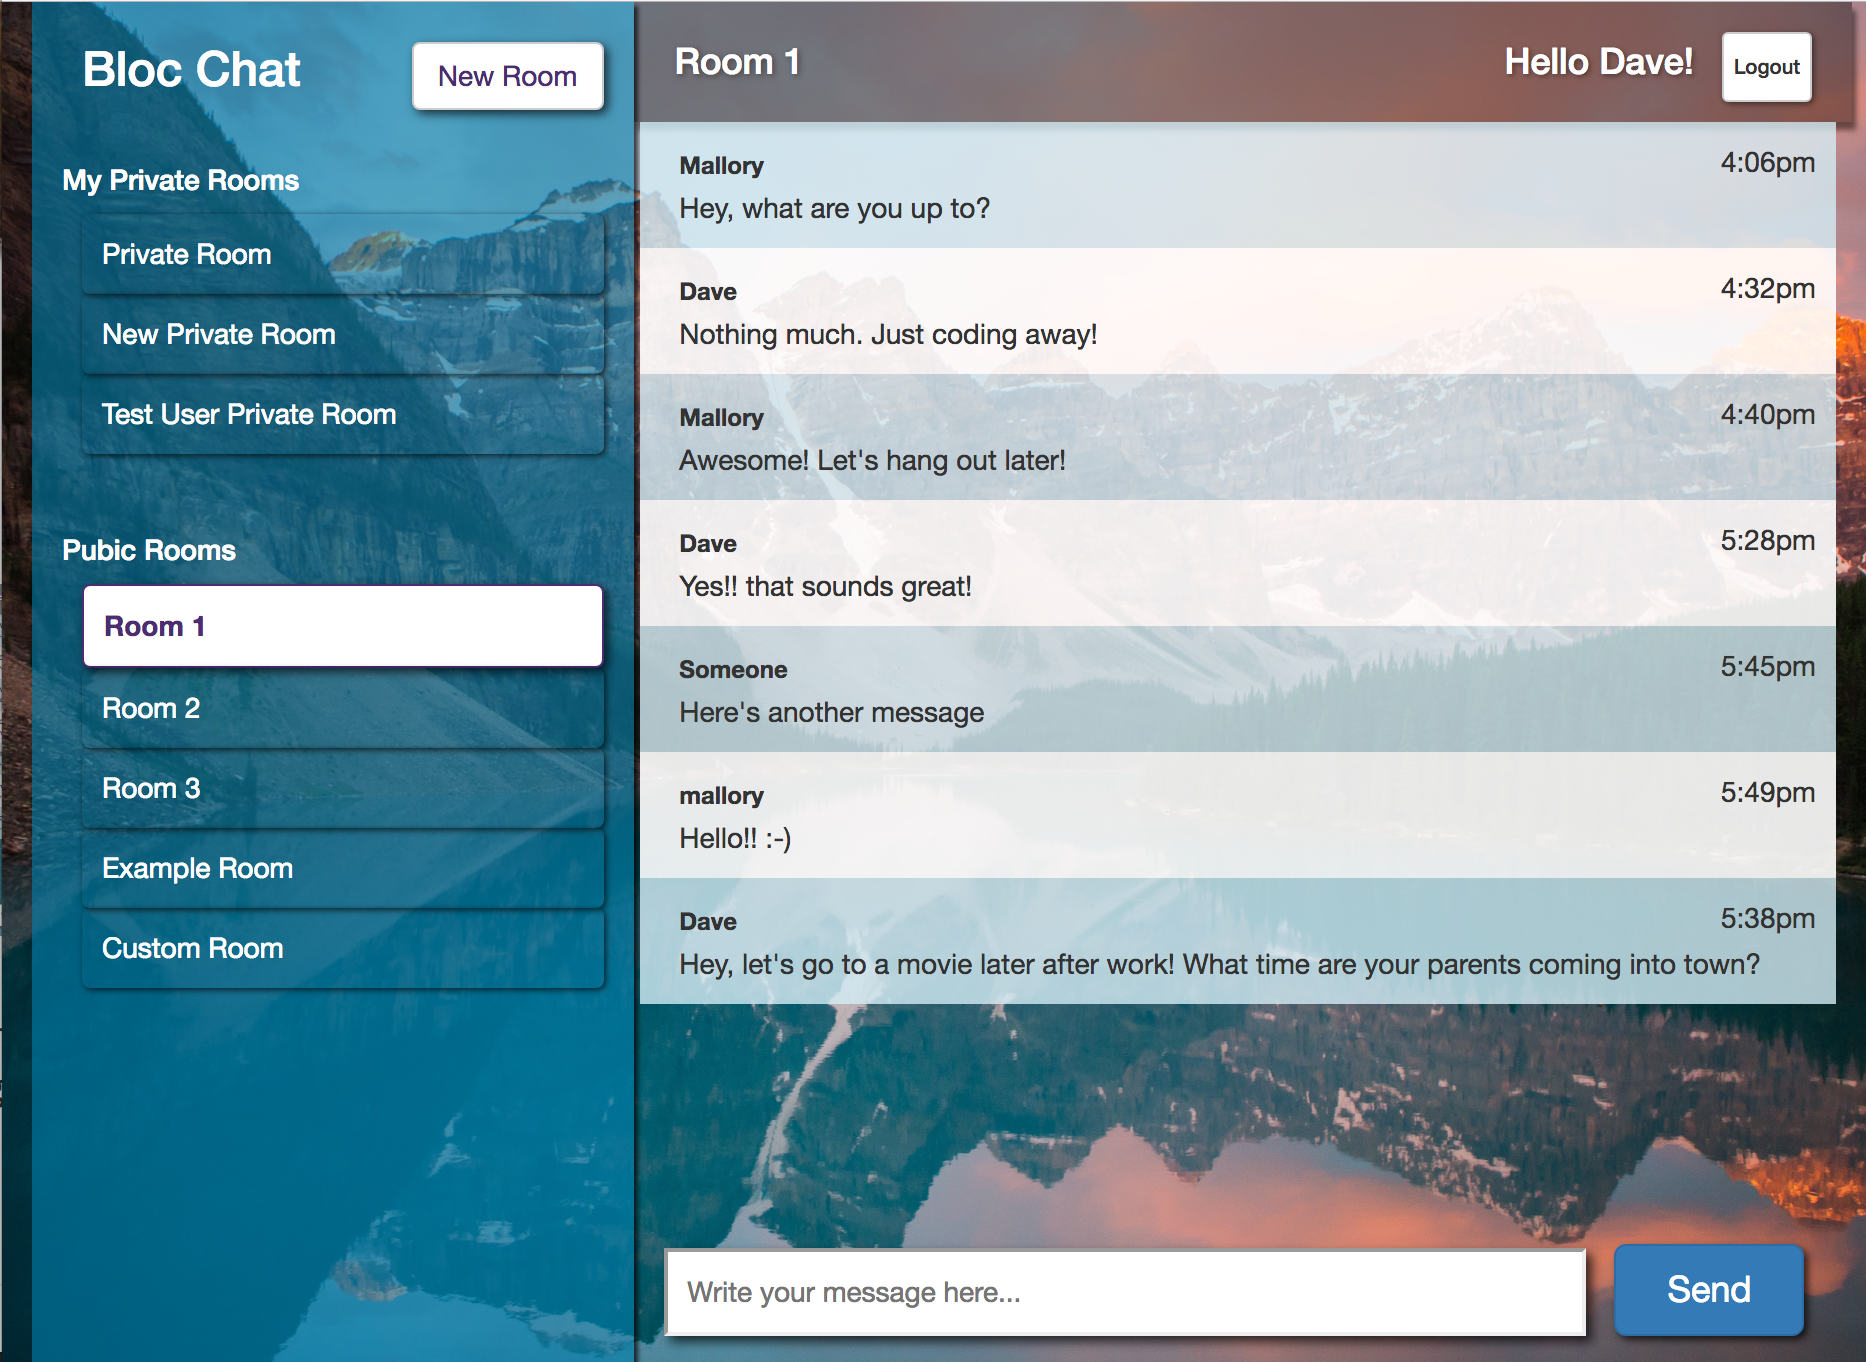 Bloc Chat
New Room
My Private Rooms
Private Room
New Private Room
Test User Private Room
Pubic Rooms
Room 1
Room 2
Room 3
Example Room
Custom Room
Room 1
Hello Dave!
Logout
Mallory
4:06pm
Hey, what are you up to?
Dave
4:32pm
Nothing much. Just coding away!
Mallory
4:40pm
Awesome! Let's hang out later!
Dave
5:28pm
Yes!! that sounds great!
Someone
5:45pm
Here's another message
mallory
5:49pm
Hello!! :-)
Dave
5:38pm
Hey, let's go to a movie later after work! What time are your parents coming into town?
Write your message here...
Send